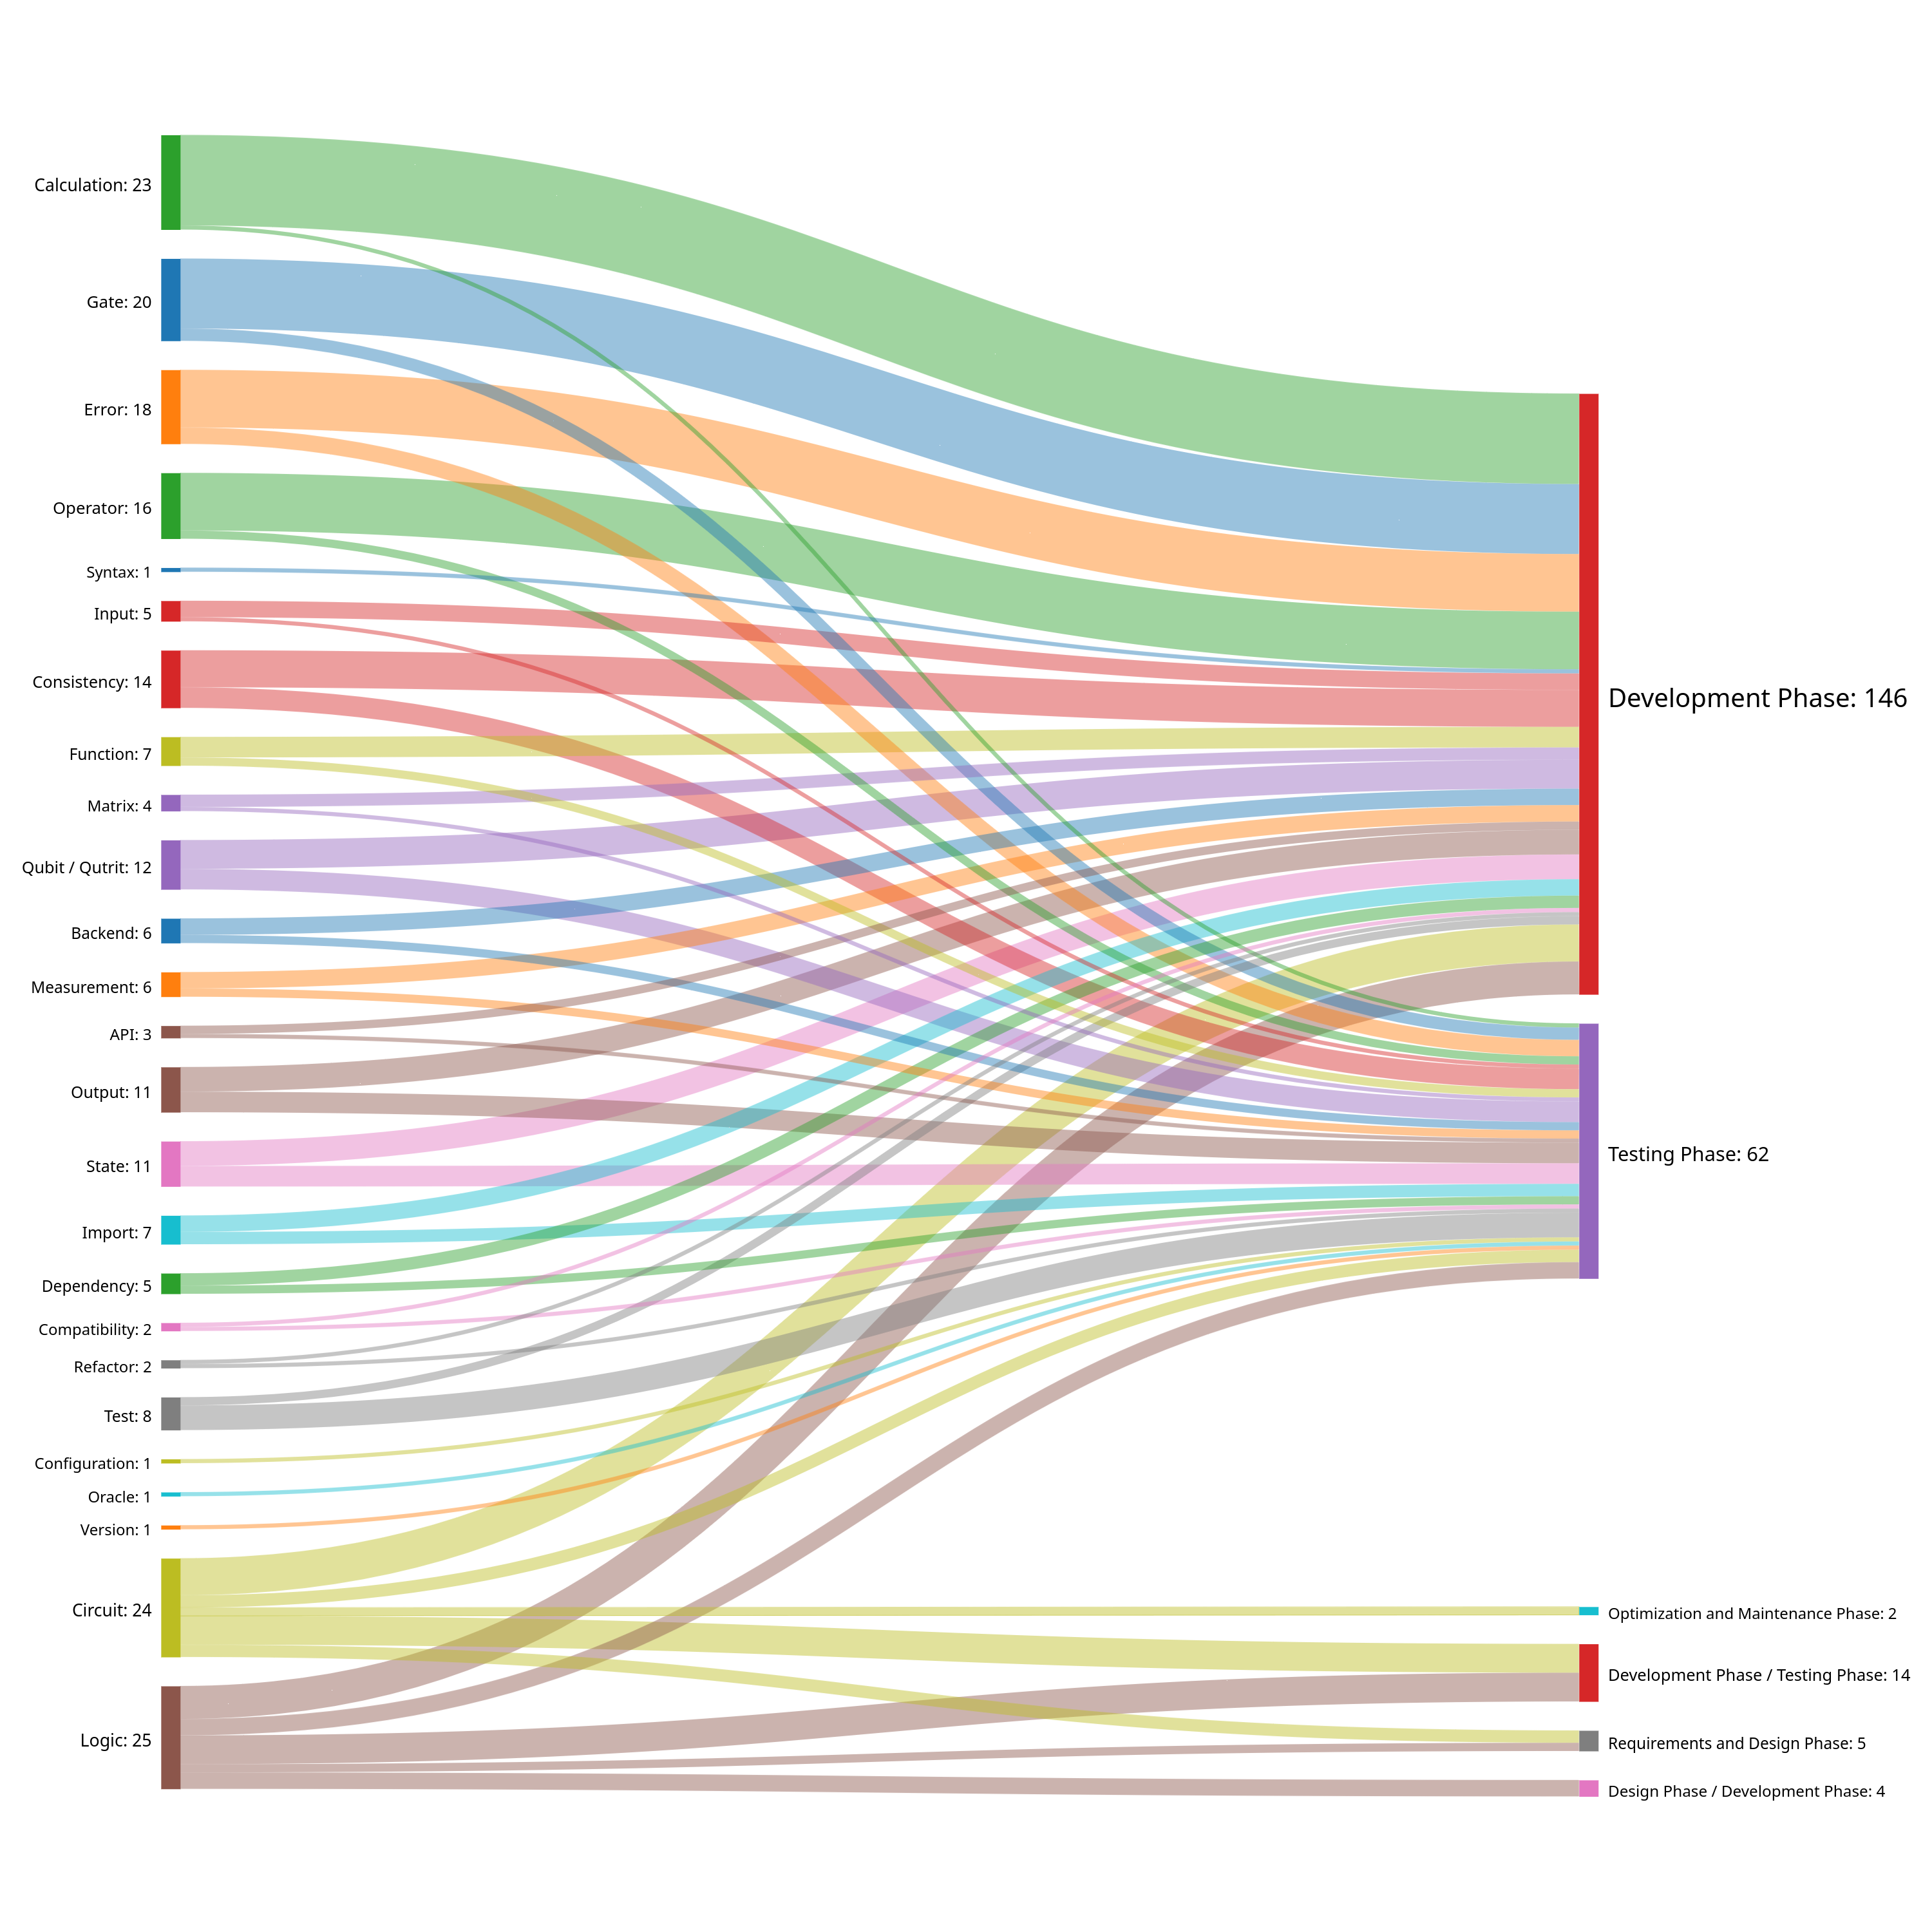 Calculation: 23
Gate: 20
Error: 18
Operator: 16
Syntax: 1
Input: 5
Consistency: 14
Function: 7
Matrix: 4
Qubit / Qutrit: 12
Backend: 6
Measurement: 6
API: 3
Output: 11
State: 11
Import: 7
Dependency: 5
Compatibility: 2
Refactor: 2
Test: 8
Configuration: 1
Oracle: 1
Version: 1
Circuit: 24
Logic: 25
Development Phase: 146
Testing Phase: 62
Optimization and Maintenance Phase: 2
Development Phase / Testing Phase: 14
Requirements and Design Phase: 5
Design Phase / Development Phase: 4